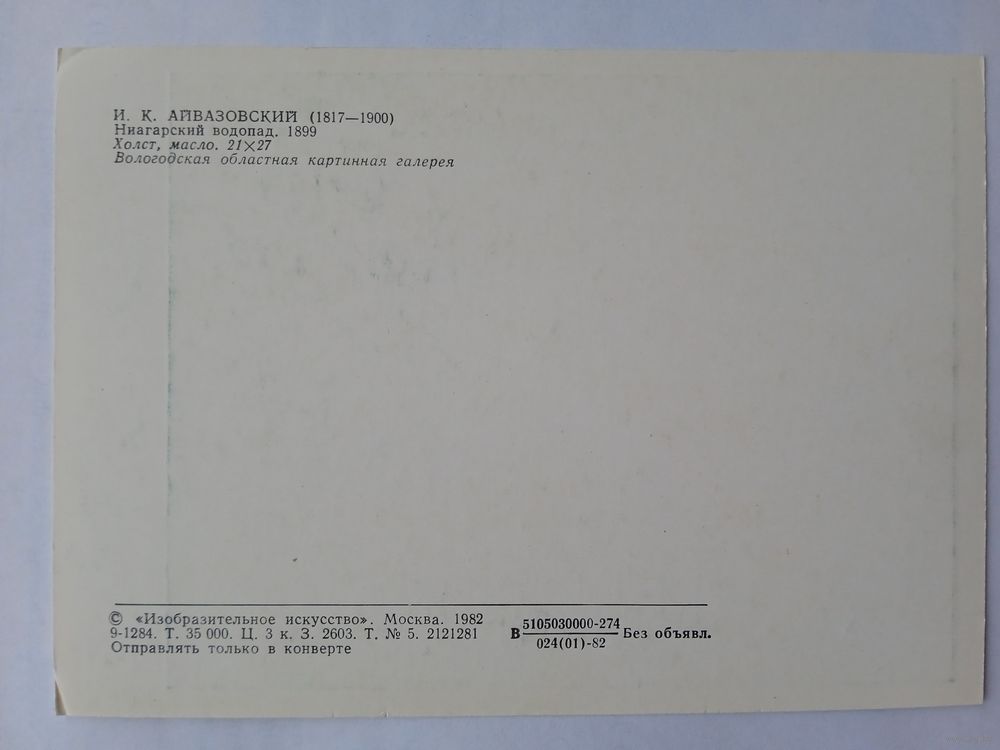 И. К. АЙВАЗОВСКИЙ (1817—1900)
Ниагарский водопад. 1899
Холст, масло. 21×27
Вологодская областная картинная галерея
© «Изобразительное искусство». Москва. 1982
9-1284. Т. 35 000. Ц. 3 к. З. 2603. Т. № 5. 2121281
Отправлять только в конверте
В 5105030000-274
024(01)-82
Без объявл.